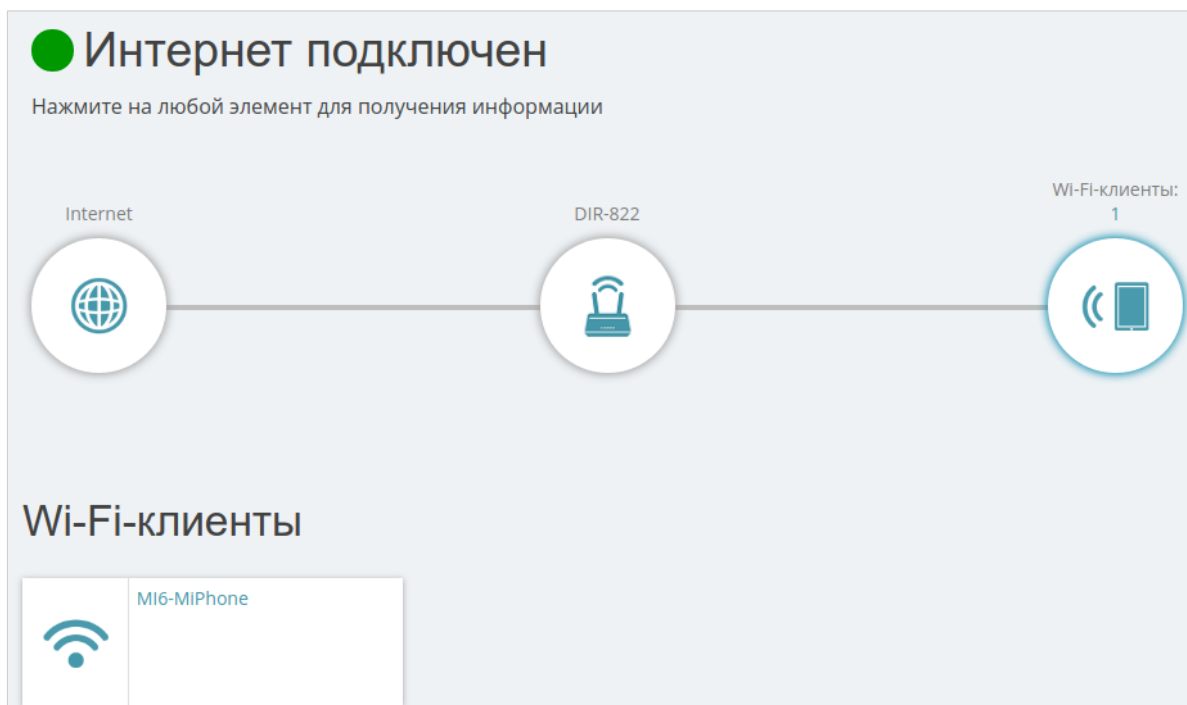 Интернет подключен
Нажмите на любой элемент для получения информации
Internet
DIR-822
Wi-Fi-клиенты:
1
Wi-Fi-клиенты
MI6-MiPhone